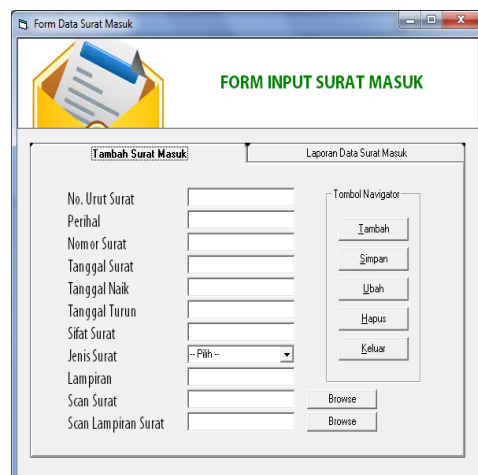 Form Data Surat Masuk
FORM INPUT SURAT MASUK
Tambah Surat Masuk
Laporan Data Surat Masuk
No. Urut Surat
Perihal
Nomor Surat
Tanggal Surat
Tanggal Naik
Tanggal Turun
Sifat Surat
Jenis Surat
-- Pilih --
Lampiran
Scan Surat
Browse
Scan Lampiran Surat
Browse
Tombol Navigator
Tambah
Simpan
Ubah
Hapus
Keluar